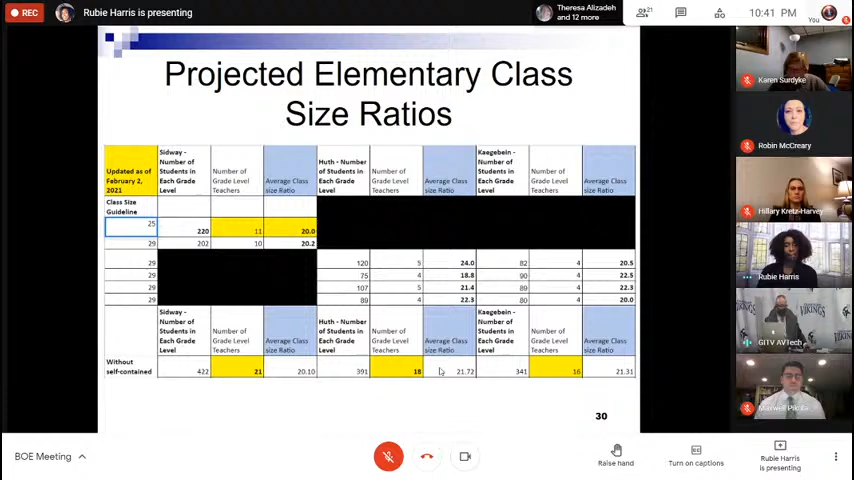 REC
Rubie Harris is presenting
Theresa Alizadeh
and 12 more
21
10:41 PM
You
Projected Elementary Class
Size Ratios
Updated as of
February 2,
2021
Sidway -
Number of
Students in
Each Grade
Level
Number of
Grade Level
Teachers
Average Class
size Ratio
Huth - Number
of Students in
Each Grade
Level
Number of
Grade Level
Teachers
Average Class
size Ratio
Kaegebein -
Number of
Students in
Each Grade
Level
Number of
Grade Level
Teachers
Average Class
size Ratio
Class Size
Guideline
25 220 11 20.0
29 202 10 20.2
29 120 5 24.0 82 4 20.5
29 75 4 18.8 90 4 22.5
29 107 5 21.4 89 4 22.3
29 89 4 22.3 80 4 20.0
Sidway -
Number of
Students in
Each Grade
Level
Number of
Grade Level
Teachers
Average Class
size Ratio
Huth - Number
of Students in
Each Grade
Level
Number of
Grade Level
Teachers
Average Class
size Ratio
Kaegebein -
Number of
Students in
Each Grade
Level
Number of
Grade Level
Teachers
Average Class
size Ratio
Without
self-contained
422 21 20.10 391 18 21.72 341 16 21.31
30
Karen Surdyke
Robin McCreary
Hillary Kretz-Harvey
Rubie Harris
VIKINGS
GITV AVTech
Maxwell
BOE Meeting
Raise hand
Turn on captions
Rubie Harris
is presenting